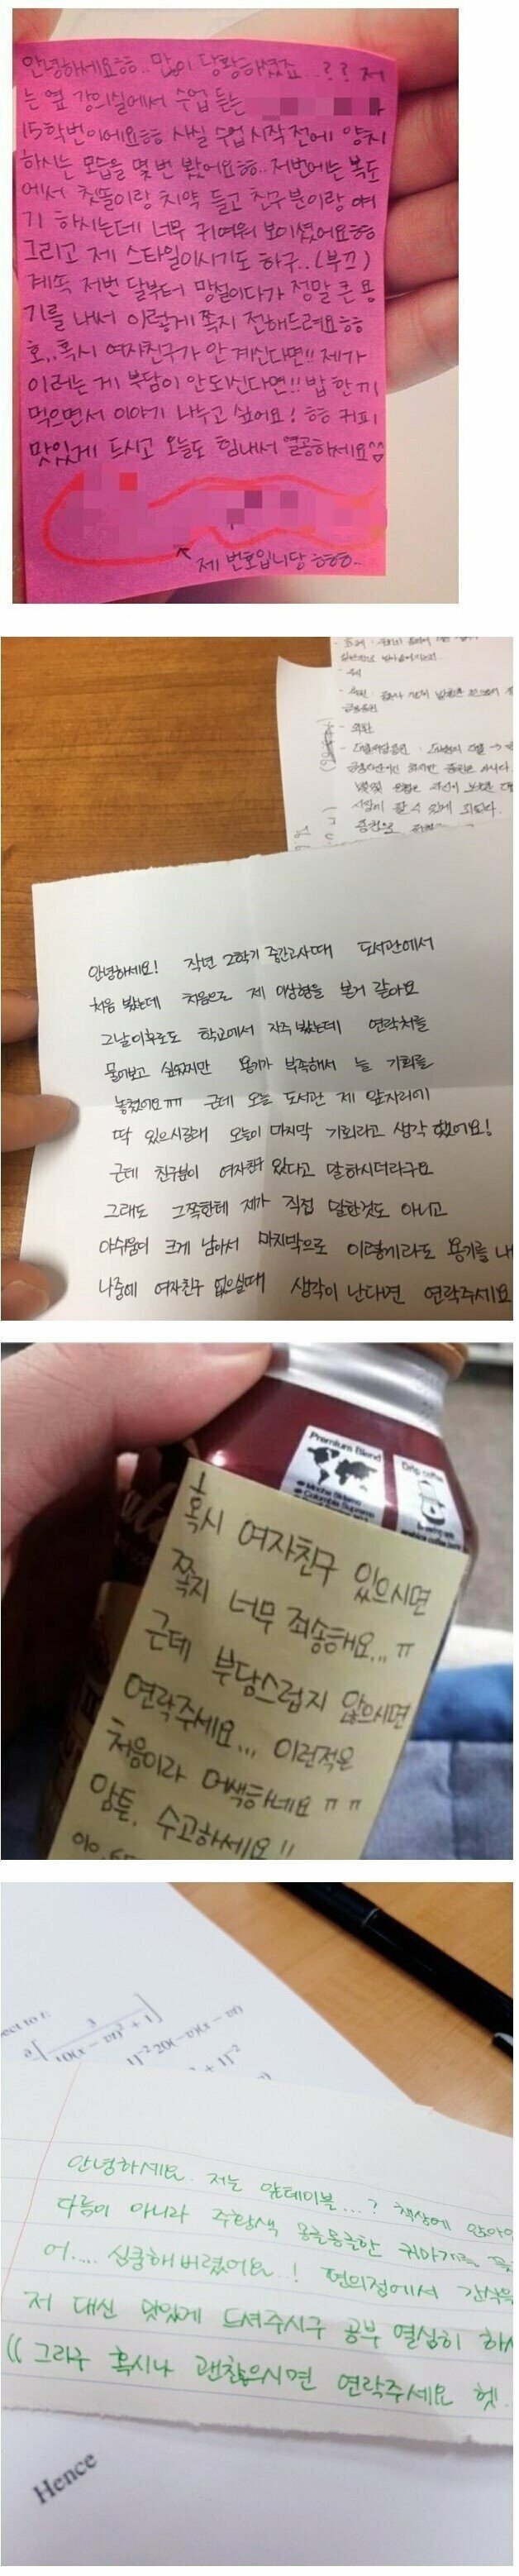 안녕하세요ㅎㅎ.. 많이 당황하셨죠..?? 저
는 옆 강의실에서 수업 듣는
15학번이에요ㅎㅎ 사실 수업 시작 전에 양치
하시는 모습을 몇 번 봤어요ㅎㅎ.. 저번에는 복도
에서 칫똘이랑 치약 들고 친구분이랑 얘
기 하시는데 너무 귀여워 보이셨어요ㅎㅎ
그리고 제 스타일이시기도 하구..(부끄)
계속 저번 달부터 망설이다가 정말 큰 용
기를 내서 이렇게 쪽지 전해드려요ㅎㅎ
호,.혹시 여자친구가 안 계신다면!! 제가
이러는 게 부담이 안되신다면!! 밥 한 끼
먹으면서 이야기 나누고 싶어요! ㅎㅎ 커피
맛있게 드시고 오늘도 힘내서 열공하세요^^
제 번호입니당 ㅎㅎㅎ..
안녕하세요! 작년 2학기 중간고사때 도서관에서
처음 봤는데 처음으로 제 이상형을 본거 같아요
그날이후로도 학교에서 자주 봤는데 연락처를
물어보고 싶었지만 용기가 부족해서 늘 기회를
놓쳤어요ㅠㅠ 근데 오늘 도서관 제 앞자리에
딱 있으시길래 오늘이 마지막 기회라고 생각 했어요!
근데 친구분이 여자친구 있다고 말하시더라구요
그래도 그쪽한테 제가 직접 말한것도 아니고
아쉬움이 크게 남아서 마지막으로 이렇게라도 용기를 내
나중에 여자친구 없으실때 생각이 난다면 연락주세요
Premium Blend
Drip coffee
Mocha Sidamo
Colombia Supremo
혹시 여자친구 있으시면
쪽지 너무 죄송해요...ㅠ
근데 부담스럽지 않으시면
연락주세요... 이런적은
처음이라 어색하네요 ㅠㅠ
암튼, 수고하세요!!
010.65
안녕하세요. 저는 앞테이블...? 책상에 앉아있
다름이 아니라 주황색 몽글몽글한 귀마개를 꽂
어.... 심쿵해버렸어요..! 편의점에서 간식을
저 대신 맛있게 드셔주시구 공부 열심히 하시
(( 그리구 혹시나 괜찮으시면 연락주세요 헷!
Hence